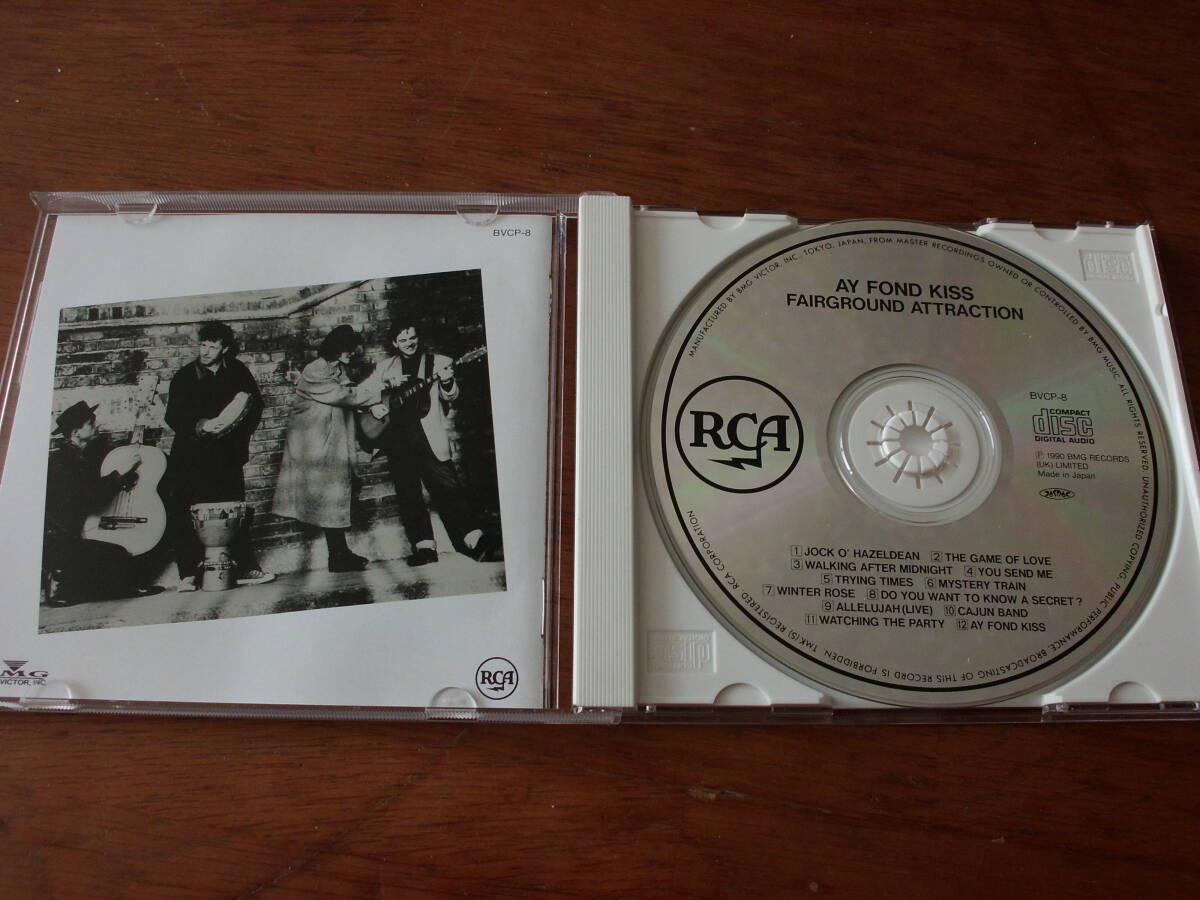 BVCP-8
BMG
VICTOR, INC.
RCA
MANUFACTURED BY BMG VICTOR, INC., TOKYO, JAPAN, FROM MASTER RECORDINGS OWNED OR CONTROLLED BY BMG MUSIC. ALL RIGHTS RESERVED. UNAUTHORIZED COPYING, PUBLIC PERFORMANCE, BROADCASTING OF THIS RECORD IS FORBIDDEN. TMK(S) REGISTERED RCA CORPORATION
AY FOND KISS
FAIRGROUND ATTRACTION
RCA
BVCP-8
COMPACT
disc
DIGITAL AUDIO
Ⓟ 1990 BMG RECORDS
(UK) LIMITED
Made in Japan
JASRAC
1 JOCK O' HAZELDEAN 2 THE GAME OF LOVE
3 WALKING AFTER MIDNIGHT 4 YOU SEND ME
5 TRYING TIMES 6 MYSTERY TRAIN
7 WINTER ROSE 8 DO YOU WANT TO KNOW A SECRET?
9 ALLELUJAH (LIVE) 10 CAJUN BAND
11 WATCHING THE PARTY 12 AY FOND KISS
disc